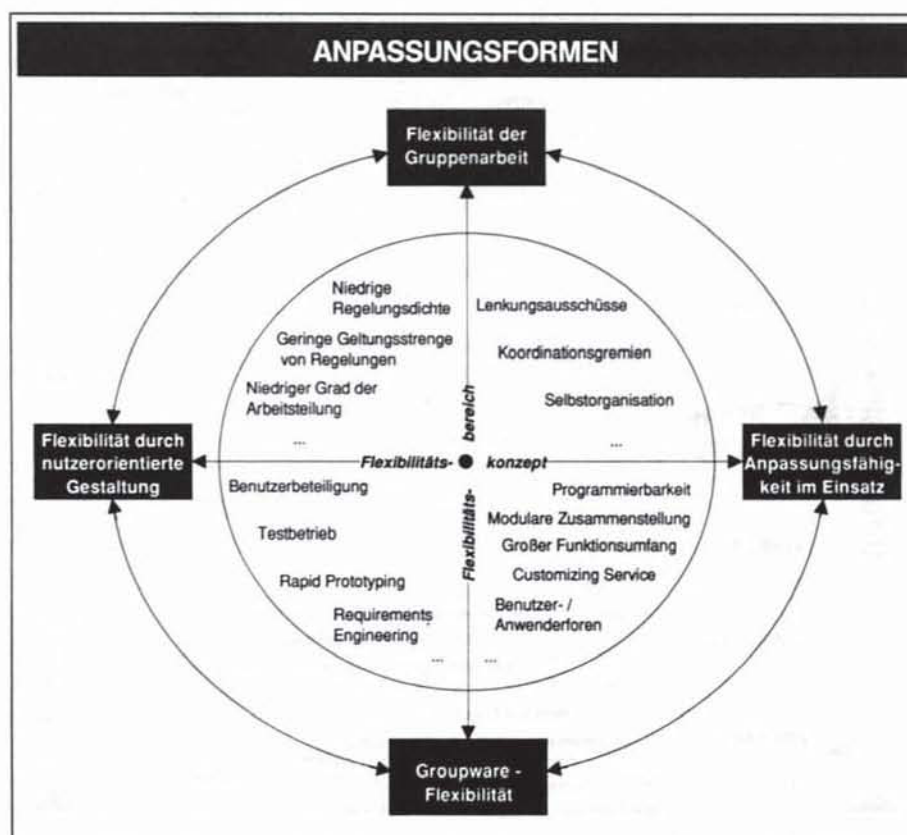 ANPASSUNGSFORMEN
Flexibilität der
Gruppenarbeit
Niedrige
Regelungsdichte
Geringe Geltungsstrenge
von Regelungen
Niedriger Grad der
Arbeitsteilung
...
Lenkungsausschüsse
Koordinationsgremien
Selbstorganisation
...
Flexibilität durch
nutzerorientierte
Gestaltung
Flexibilitäts-
konzept
Flexibilitäts-
bereich
Flexibilität durch
Anpassungsfähig-
keit im Einsatz
Benutzerbeteiligung
Testbetrieb
Rapid Prototyping
Requirements
Engineering
...
Programmierbarkeit
Modulare Zusammenstellung
Großer Funktionsumfang
Customizing Service
Benutzer- /
Anwenderforen
...
Groupware -
Flexibilität